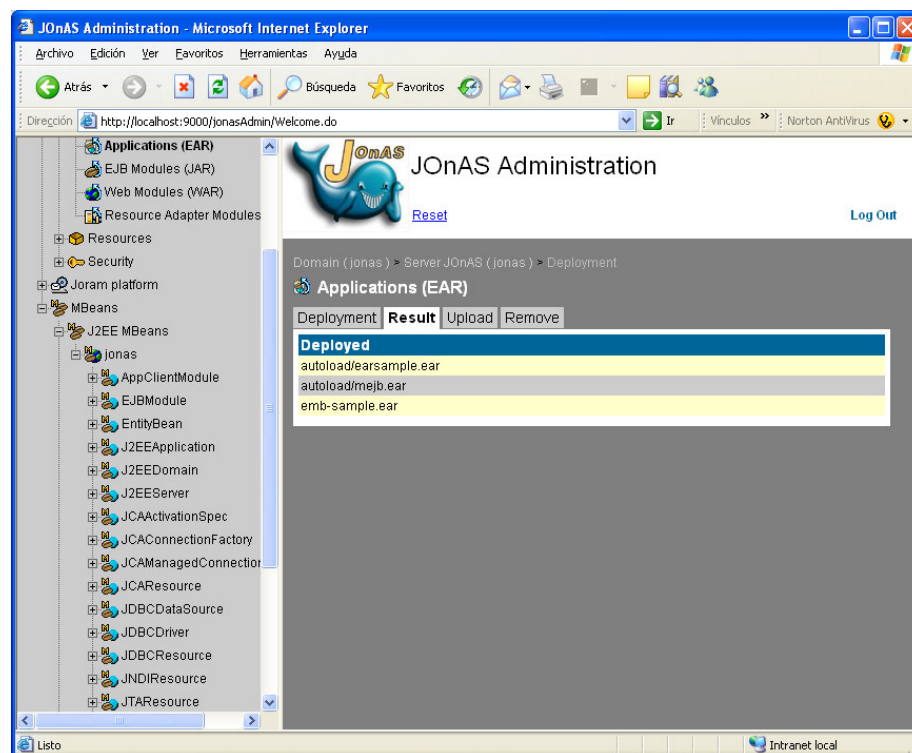 JOnAS Administration - Microsoft Internet Explorer
Archivo Edición Ver Favoritos Herramientas Ayuda
Atrás Búsqueda Favoritos
Dirección http://localhost:9000/jonasAdmin/Welcome.do Ir Vínculos » Norton AntiVirus
Applications (EAR)
EJB Modules (JAR)
Web Modules (WAR)
Resource Adapter Modules
Resources
Security
Joram platform
MBeans
J2EE MBeans
jonas
AppClientModule
EJBModule
EntityBean
J2EEApplication
J2EEDomain
J2EEServer
JCAActivationSpec
JCAConnectionFactory
JCAManagedConnection
JCAResource
JDBCDataSource
JDBCDriver
JDBCResource
JNDIResource
JTAResource
JOnAS
JOnAS Administration
Reset
Log Out
Domain ( jonas ) > Server JOnAS ( jonas ) > Deployment
Applications (EAR)
Deployment Result Upload Remove
Deployed
autoload/earsample.ear
autoload/mejb.ear
emb-sample.ear
Listo Intranet local